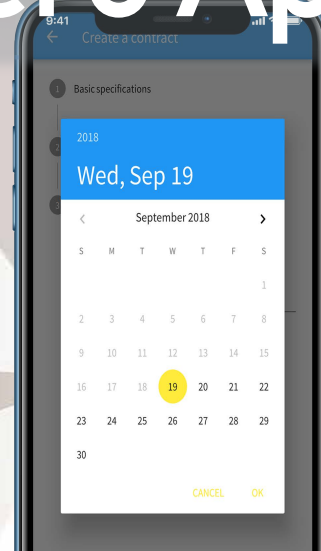 9:41
Create a contract
1 Basic specifications
2
2018
Wed, Sep 19
September 2018
S M T W T F S
1
2 3 4 5 6 7 8
9 10 11 12 13 14 15
16 17 18 19 20 21 22
23 24 25 26 27 28 29
30
CANCEL OK